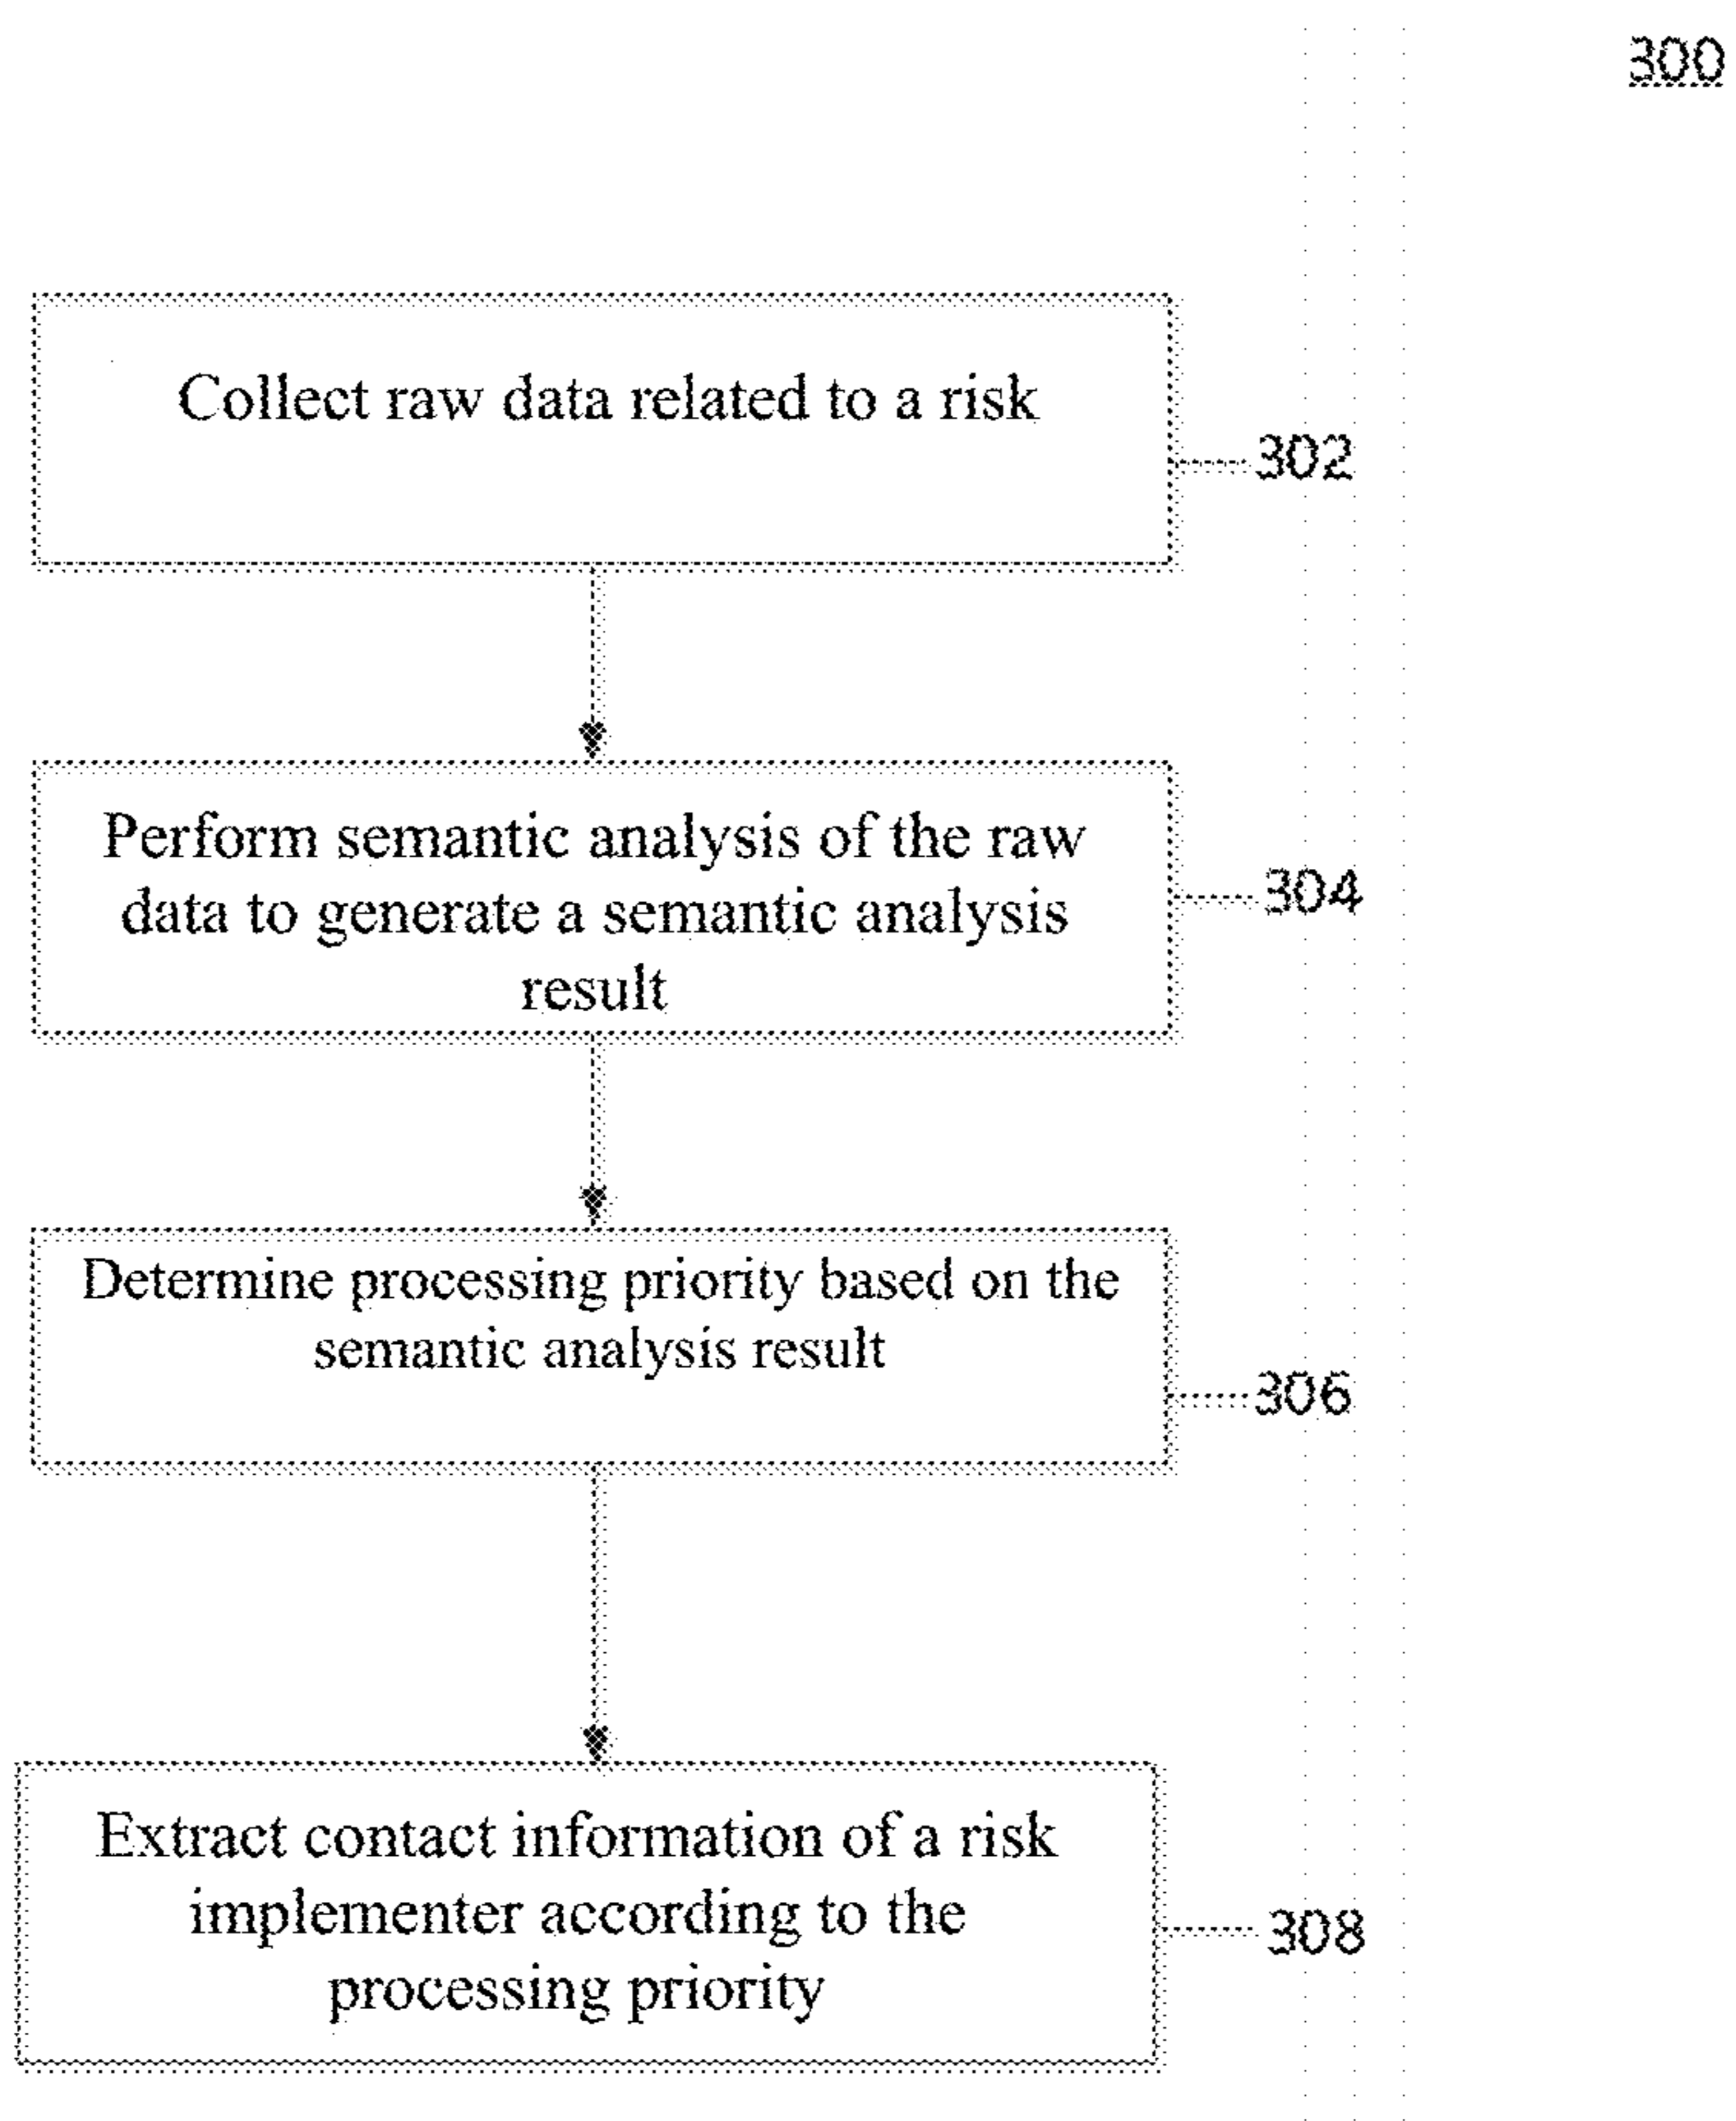 300
Collect raw data related to a risk
302
Perform semantic analysis of the raw
data to generate a semantic analysis
result
304
Determine processing priority based on the
semantic analysis result
306
Extract contact information of a risk
implementer according to the
processing priority
308